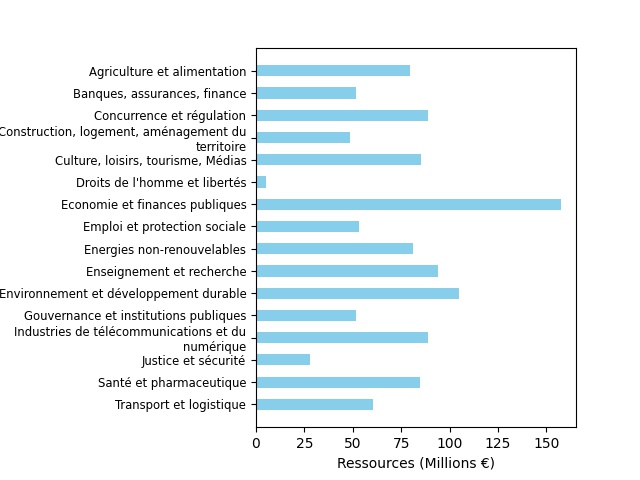 Agriculture et alimentation
Banques, assurances, finance
Concurrence et régulation
Construction, logement, aménagement du
territoire
Culture, loisirs, tourisme, Médias
Droits de l'homme et libertés
Economie et finances publiques
Emploi et protection sociale
Energies non-renouvelables
Enseignement et recherche
Environnement et développement durable
Gouvernance et institutions publiques
Industries de télécommunications et du
numérique
Justice et sécurité
Santé et pharmaceutique
Transport et logistique
0 25 50 75 100 125 150
Ressources (Millions €)